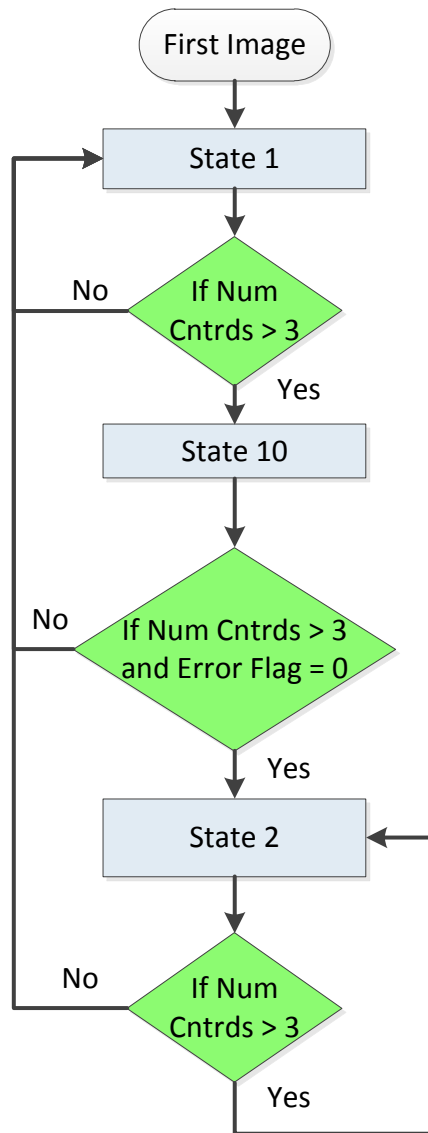 First Image
State 1
No
If Num
Cntrds > 3
Yes
State 10
No
If Num Cntrds > 3
and Error Flag = 0
Yes
State 2
No
If Num
Cntrds > 3
Yes